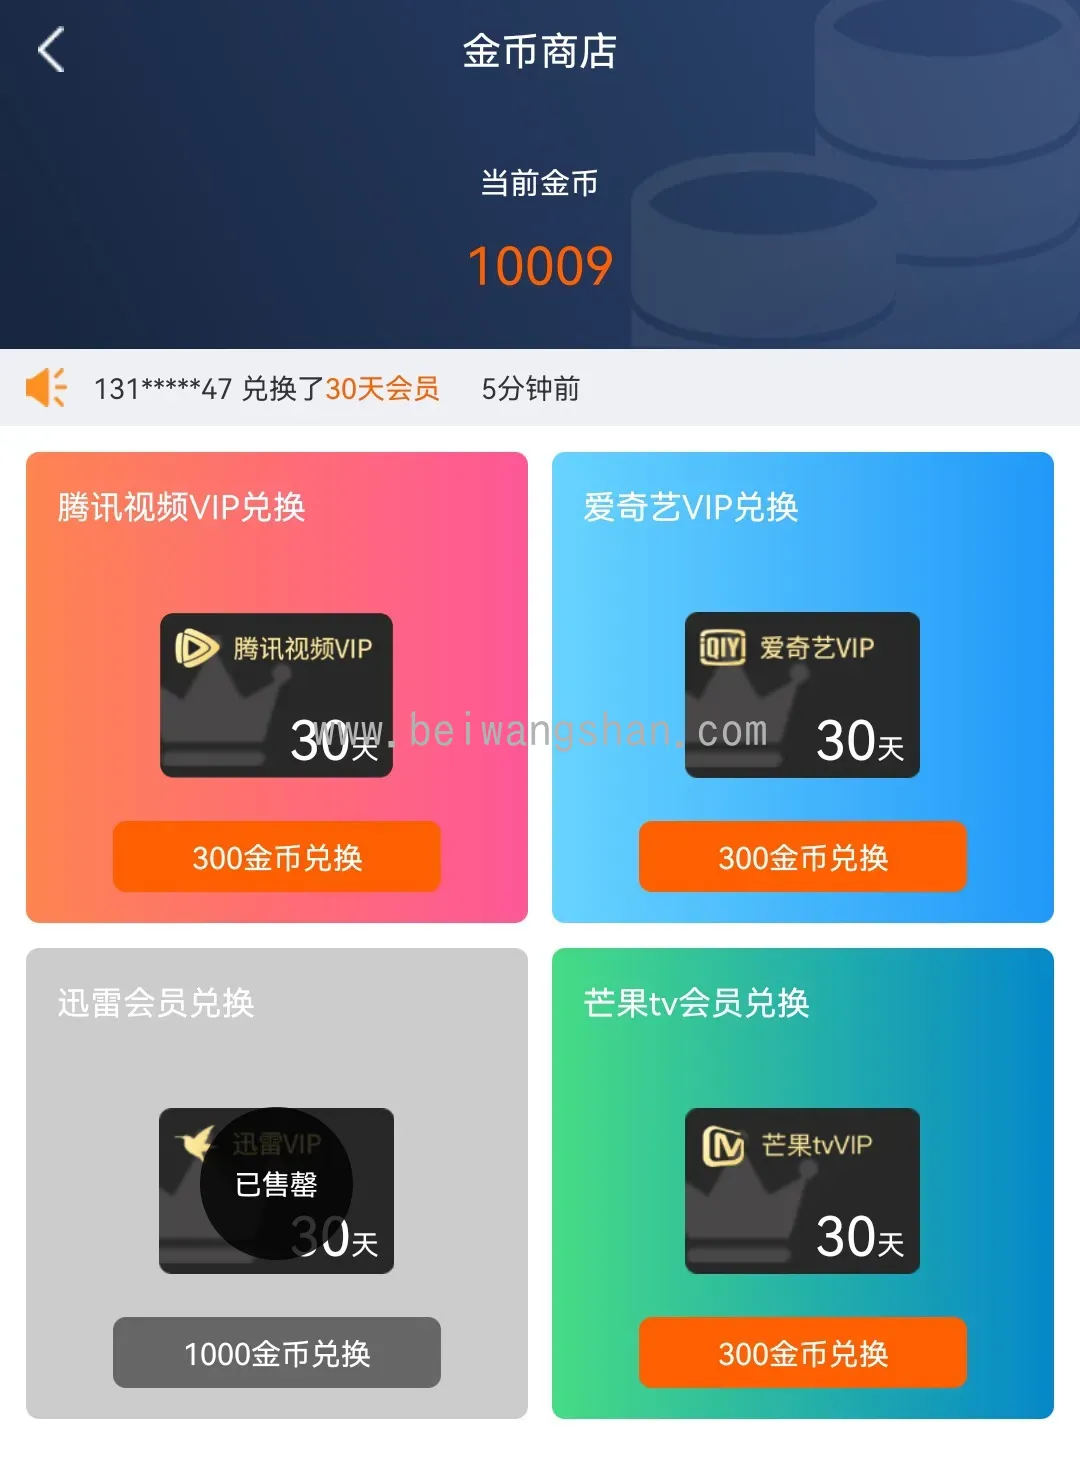 金币商店
当前金币
10009
131*****47 兑换了30天会员 5分钟前
腾讯视频VIP兑换
爱奇艺VIP兑换
腾讯视频VIP
30天
iQIYI 爱奇艺VIP
30天
www.beiwangshan.com
300金币兑换
300金币兑换
迅雷会员兑换
芒果tv会员兑换
迅雷VIP
已售罄
30天
芒果tvVIP
30天
1000金币兑换
300金币兑换